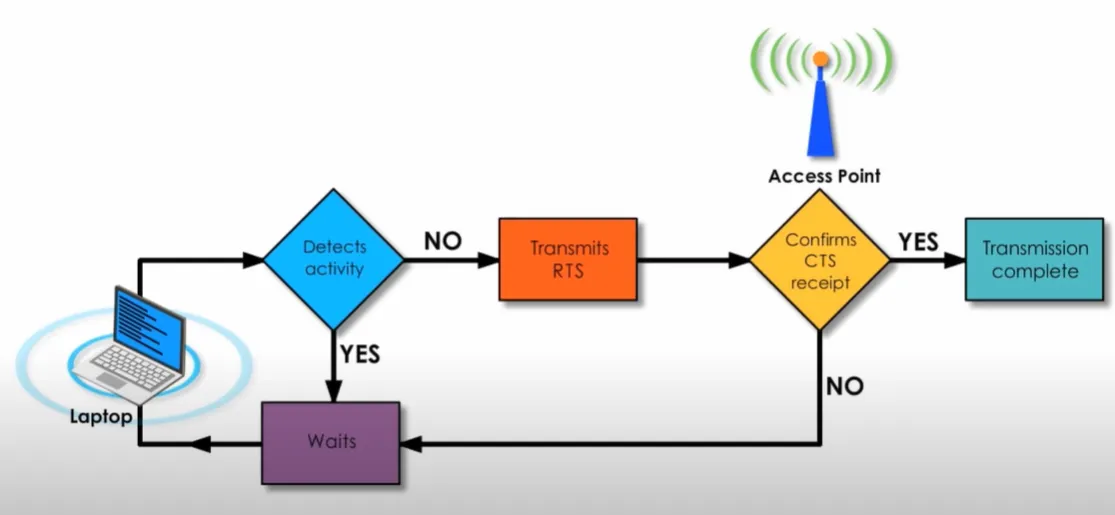 Access Point
Detects
activity
NO
Transmits
RTS
Confirms
CTS
receipt
YES
Transmission
complete
YES
NO
Laptop
Waits